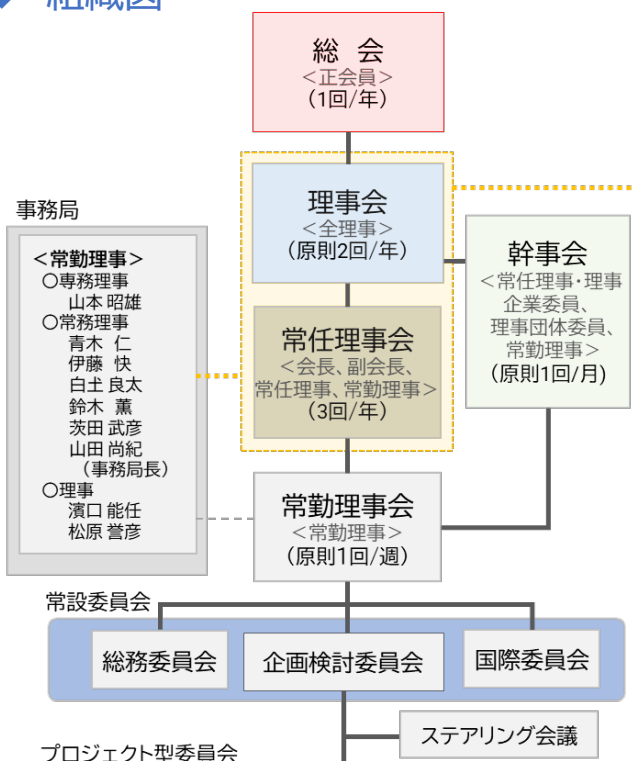 組織図
総 会
＜正会員＞
（1回/年）
理事会
＜全理事＞
（原則2回/年）
事務局
＜常勤理事＞
○専務理事
山本 昭雄
○常務理事
青木 仁
伊藤 快
白𡈽 良太
鈴木 薫
茨田 武彦
山田 尚紀
（事務局長）
○理事
濱口 能任
松原 誉彦
幹事会
＜常任理事・理事
企業委員、
理事団体委員、
常勤理事＞
（原則1回/月）
常任理事会
＜会長、副会長、
常任理事、常勤理事＞
（3回/年）
常勤理事会
＜常勤理事＞
（原則1回/週）
常設委員会
総務委員会
企画検討委員会
国際委員会
ステアリング会議
プロジェクト型委員会